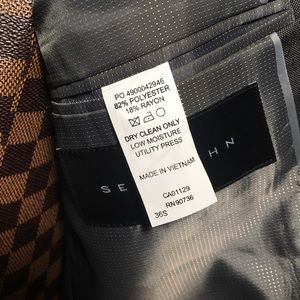 PO 4900042946
82% POLYESTER
18% RAYON
DRY CLEAN ONLY
LOW MOISTURE
UTILITY PRESS
MADE IN VIETNAM
CA01129
RN90736
36S